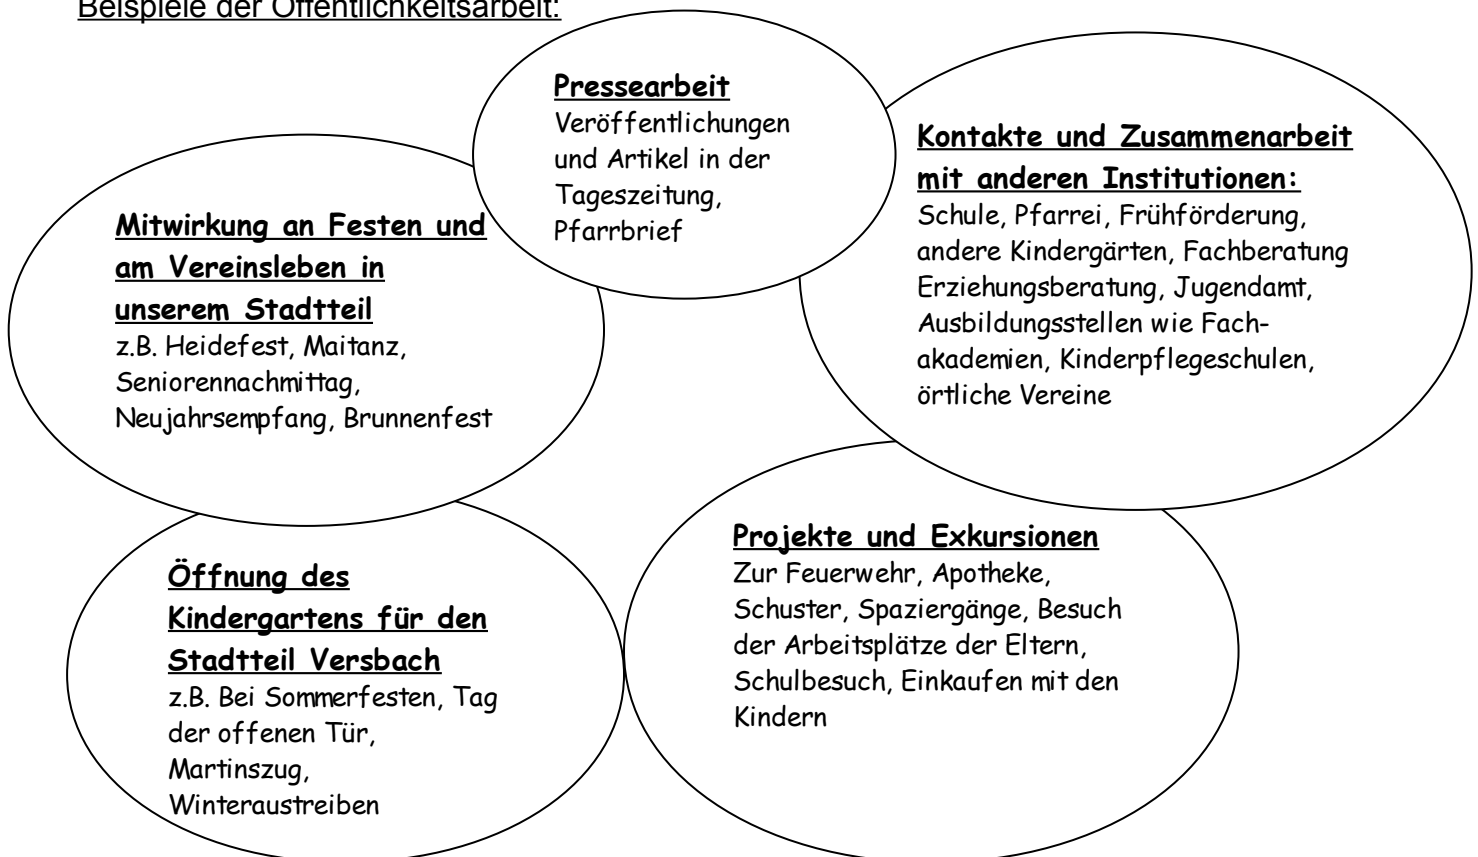 Beispiele der Öffentlichkeitsarbeit:
Pressearbeit
Veröffentlichungen
und Artikel in der
Tageszeitung,
Pfarrbrief
Kontakte und Zusammenarbeit
mit anderen Institutionen:
Schule, Pfarrei, Frühförderung,
andere Kindergärten, Fachberatung
Erziehungsberatung, Jugendamt,
Ausbildungsstellen wie Fach-
akademien, Kinderpflegeschulen,
örtliche Vereine
Mitwirkung an Festen und
am Vereinsleben in
unserem Stadtteil
z.B. Heidefest, Maitanz,
Seniorennachmittag,
Neujahrsempfang, Brunnenfest
Projekte und Exkursionen
Zur Feuerwehr, Apotheke,
Schuster, Spaziergänge, Besuch
der Arbeitsplätze der Eltern,
Schulbesuch, Einkaufen mit den
Kindern
Öffnung des
Kindergartens für den
Stadtteil Versbach
z.B. Bei Sommerfesten, Tag
der offenen Tür,
Martinszug,
Winteraustreiben